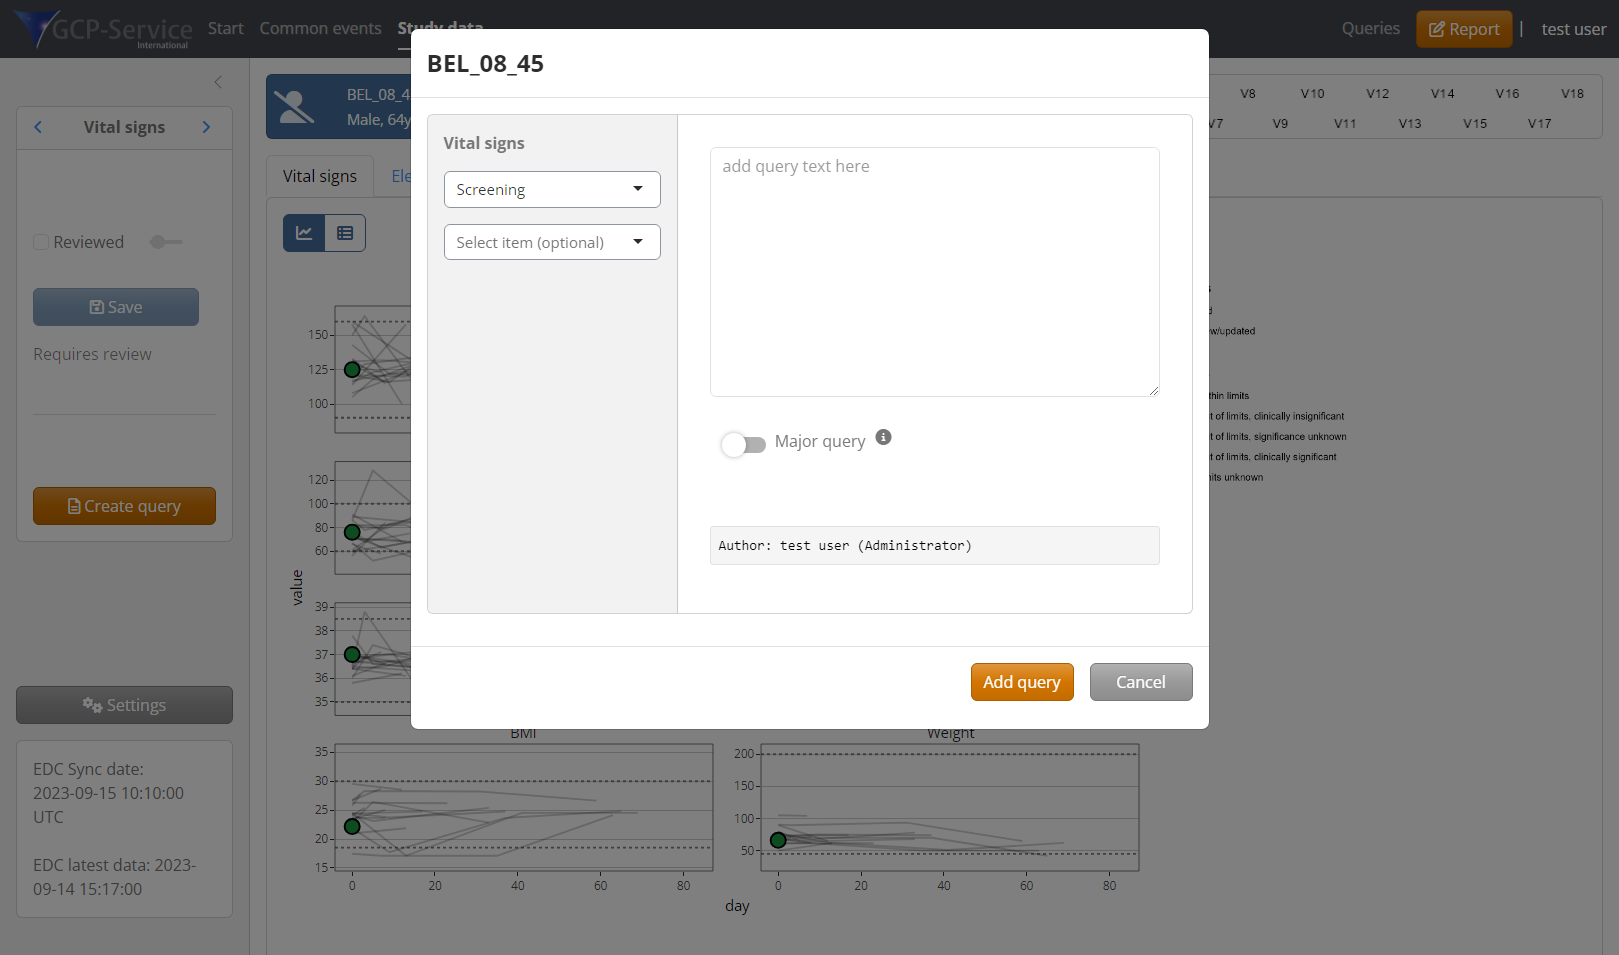 GCP-Service
International
Start
Common events
Study data
Queries
Report
|
test user
BEL_08_45
Vital signs
Screening
Select item (optional)
add query text here
Major query
Author: test user (Administrator)
Add query
Cancel
Vital signs
Reviewed
Save
Requires review
Create query
Settings
EDC Sync date:
2023-09-15 10:10:00
UTC
EDC latest data: 2023-
09-14 15:17:00
BEL_08_4
Male, 64y
V8 V10 V12 V14 V16 V18
V7 V9 V11 V13 V15 V17
Vital signs
Ele
w/updated
t of limits, clinically insignificant
t of limits, significance unknown
t of limits, clinically significant
150
125
100
120
100
80
60
value
39
38
37
36
35
BMI
35
30
25
20
15
0 20 40 60 80
Weight
200
150
100
50
0 20 40 60 80
day